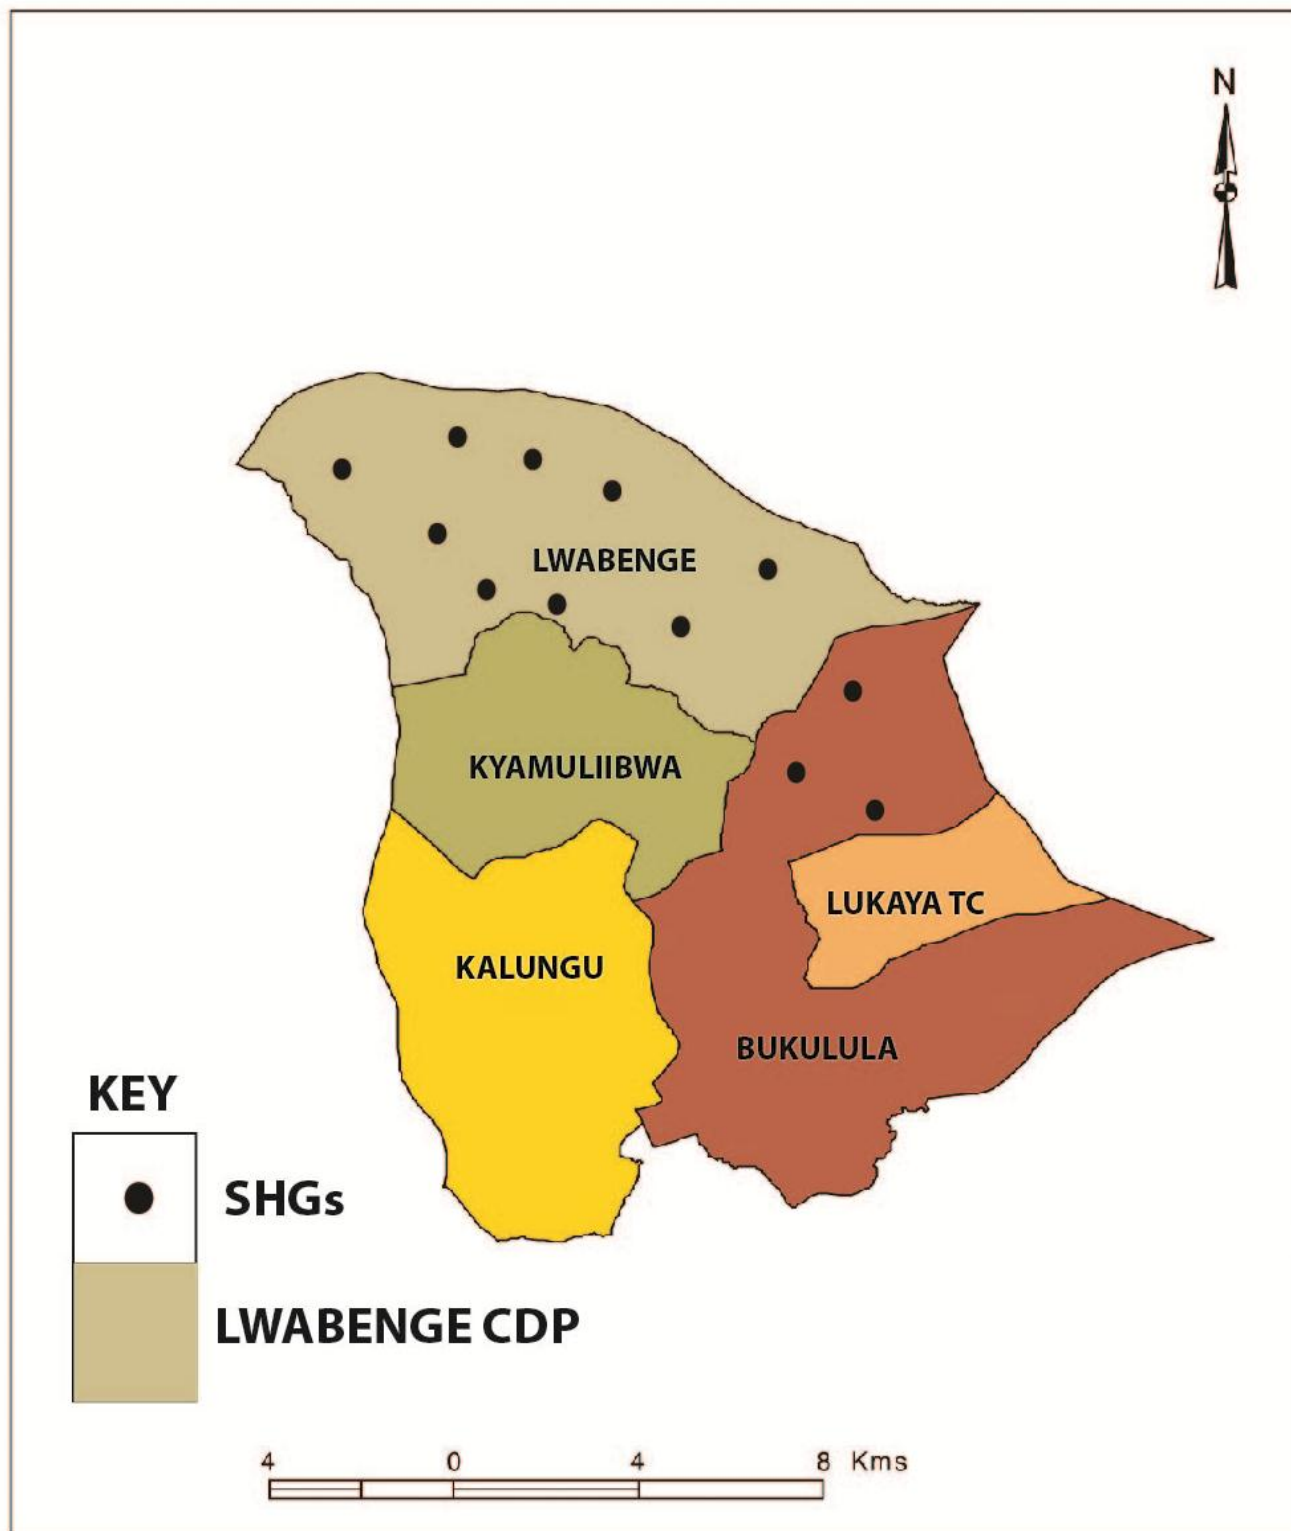 N
LWABENGE
KYAMULIIBWA
LUKAYA TC
KALUNGU
BUKULULA
KEY
SHGs
LWABENGE CDP
4 0 4 8 Kms